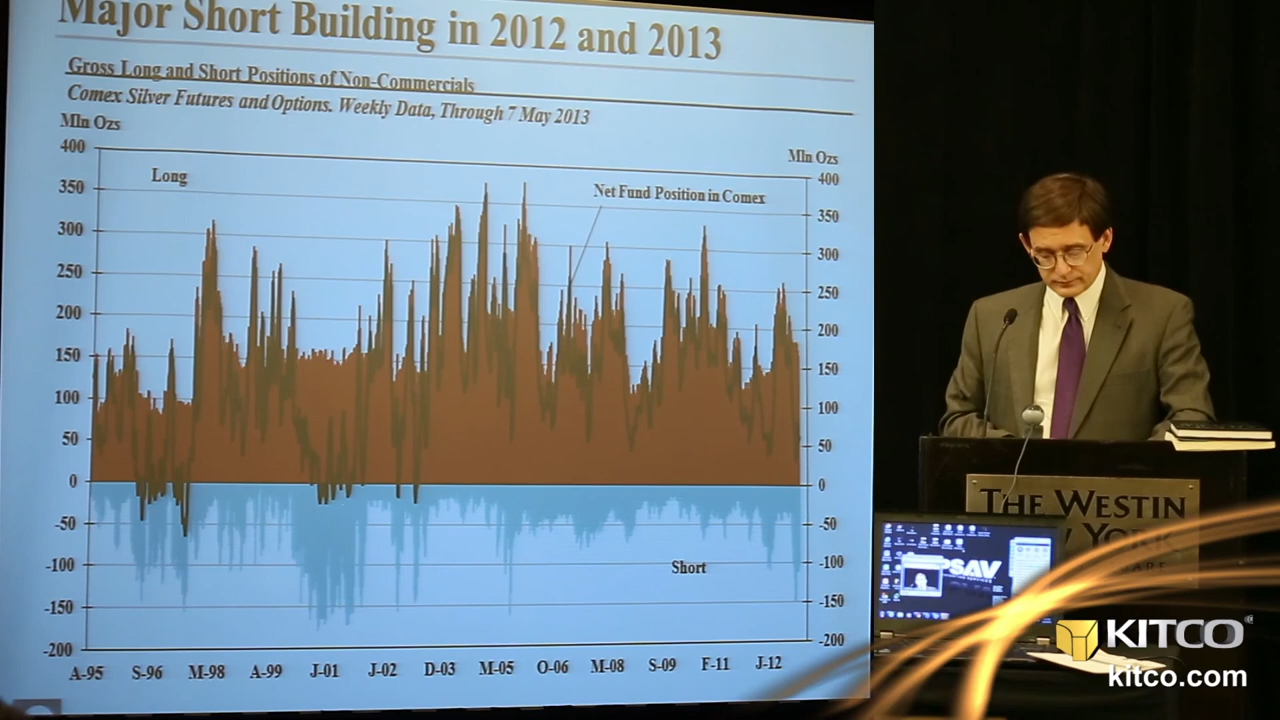 Major Short Building in 2012 and 2013
Gross Long and Short Positions of Non-Commercials
Comex Silver Futures and Options. Weekly Data, Through 7 May 2013
Mln Ozs
Mln Ozs
400
350
300
250
200
150
100
50
0
-50
-100
-150
-200
400
350
300
250
200
150
100
50
0
-50
-100
-150
-200
Long
Net Fund Position in Comex
Short
A-95 S-96 M-98 A-99 J-01 J-02 D-03 M-05 O-06 M-08 S-09 F-11 J-12
THE WESTIN
YORK
PSAV
KITCO
kitco.com